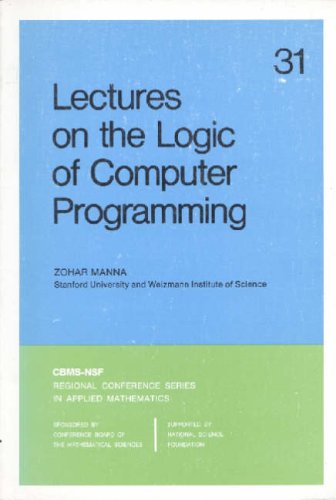 31
Lectures
on the Logic
of Computer
Programming
ZOHAR MANNA
Stanford University and Weizmann Institute of Science
CBMS-NSF
REGIONAL CONFERENCE SERIES
IN APPLIED MATHEMATICS
SPONSORED BY
CONFERENCE BOARD OF
THE MATHEMATICAL SCIENCES
SUPPORTED BY
NATIONAL SCIENCE
FOUNDATION